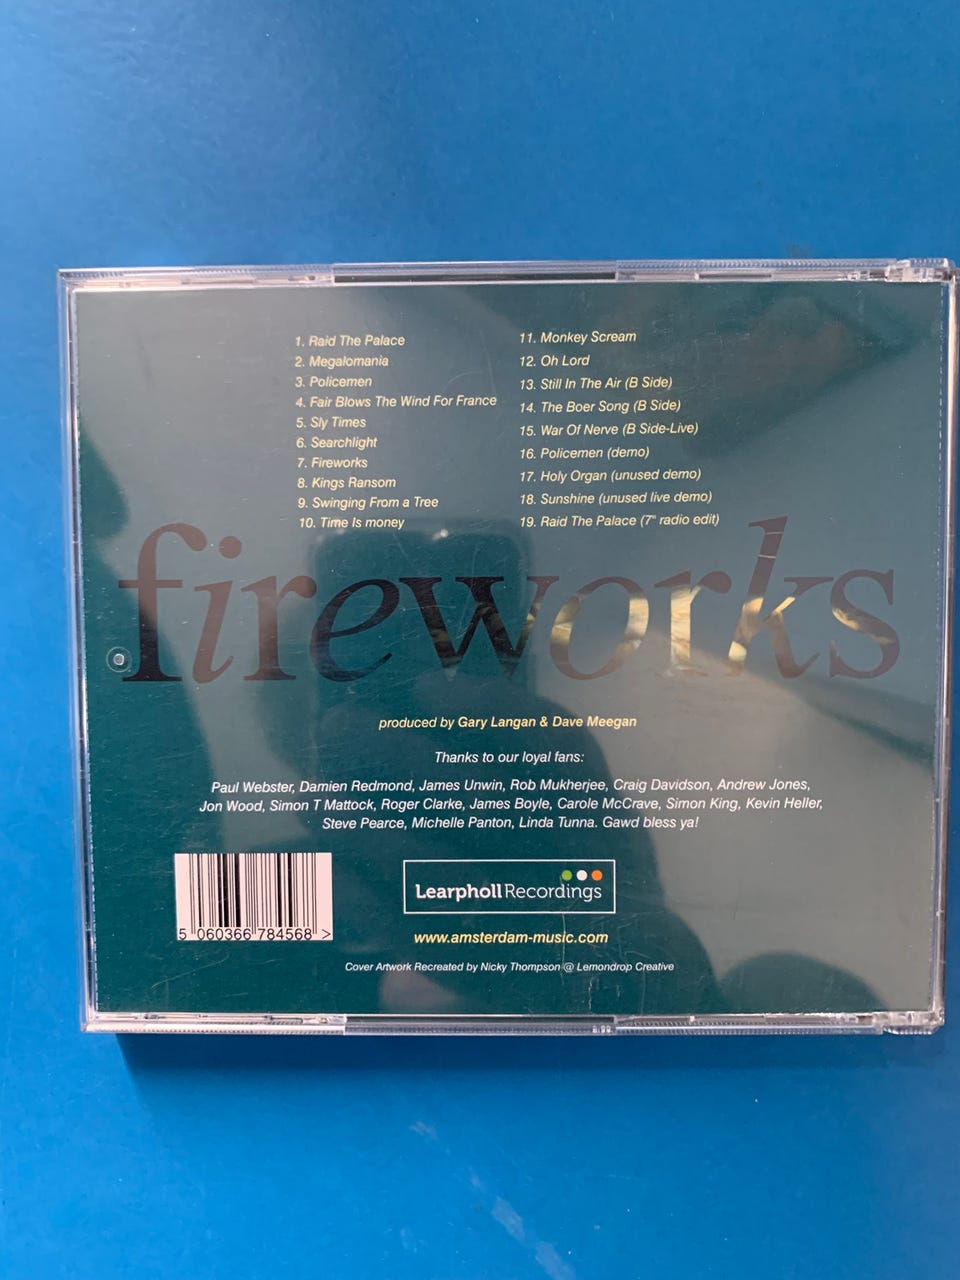 1. Raid The Palace
2. Megalomania
3. Policemen
4. Fair Blows The Wind For France
5. Sly Times
6. Searchlight
7. Fireworks
8. Kings Ransom
9. Swinging From a Tree
10. Time Is money
11. Monkey Scream
12. Oh Lord
13. Still In The Air (B Side)
14. The Boer Song (B Side)
15. War Of Nerve (B Side-Live)
16. Policemen (demo)
17. Holy Organ (unused demo)
18. Sunshine (unused live demo)
19. Raid The Palace (7" radio edit)
fireworks
produced by Gary Langan & Dave Meegan
Thanks to our loyal fans:
Paul Webster, Damien Redmond, James Unwin, Rob Mukherjee, Craig Davidson, Andrew Jones,
Jon Wood, Simon T Mattock, Roger Clarke, James Boyle, Carole McCrave, Simon King, Kevin Heller,
Steve Pearce, Michelle Panton, Linda Tunna. Gawd bless ya!
Learpholl Recordings
5 060366 784568 >
www.amsterdam-music.com
Cover Artwork Recreated by Nicky Thompson @ Lemondrop Creative